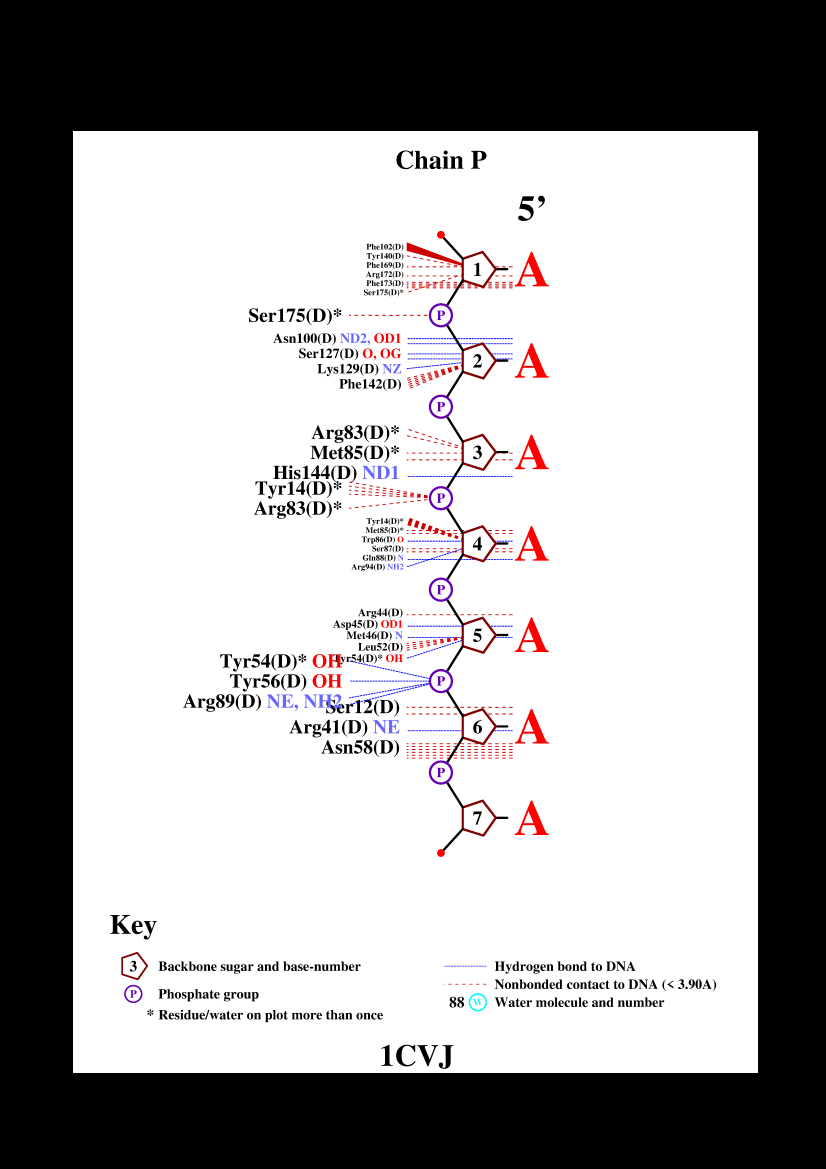 Chain P
5’
Phe102(D)
Tyr140(D)
Phe169(D)
1 A
Arg172(D)
Phe173(D)
Ser175(D)*
Ser175(D)* P
Asn100(D) ND2, OD1
Ser127(D) O, OG
2 A
Lys129(D) NZ
Phe142(D)
P
Arg83(D)*
Met85(D)* 3 A
His144(D) ND1
Tyr14(D)*
P
Arg83(D)*
Tyr14(D)*
Met85(D)*
Trp86(D) O
4 A
Ser87(D)
Gln88(D) N
Arg94(D) NH2
P
Arg44(D)
Asp45(D) OD1
Met46(D) N 5 A
Leu52(D)
Tyr54(D)* OH
Tyr54(D)* OH
Tyr56(D) OH P
Arg89(D) NE, NH2
Ser12(D)
Arg41(D) NE 6 A
Asn58(D)
P
7 A
Key
3 Backbone sugar and base-number
P Phosphate group
* Residue/water on plot more than once
Hydrogen bond to DNA
Nonbonded contact to DNA (< 3.90A)
88 W Water molecule and number
1CVJ